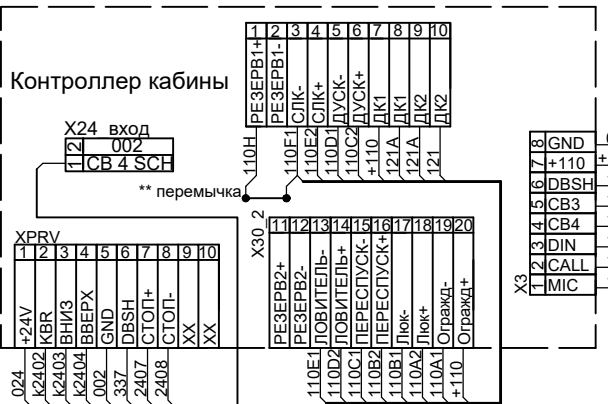 Контроллер кабины
1 2 3 4 5 6 7 8 9 10
РЕЗЕРВ1+
РЕЗЕРВ1-
СЛК-
СЛК+
ДУСК-
ДУСК+
ДК1
ДК1
ДК2
ДК2
110H
110F1
110E2
110D1
110C2
+110
121A
121A
121
X24 вход
2 002
1 CB 4 SCH
** перемычка
X30_2
11 12 13 14 15 16 17 18 19 20
РЕЗЕРВ2+
РЕЗЕРВ2-
ЛОВИТЕЛЬ-
ЛОВИТЕЛЬ+
ПЕРЕСПУСК-
ПЕРЕСПУСК+
Люк-
Люк+
Огражд-
Огражд+
110E1
110D2
110C1
110B2
110B1
110A2
110A1
+110
XPRV
1 2 3 4 5 6 7 8 9 10
+24V
KBR
ВНИЗ
ВВЕРХ
GND
DBSH
СТОП+
СТОП-
XX
XX
024
k2402
k2403
k2404
002
337
2407
2408
X3
8 GND
7 +110
6 DBSH
5 CB3
4 CB4
3 DIN
2 CALL
1 MIC